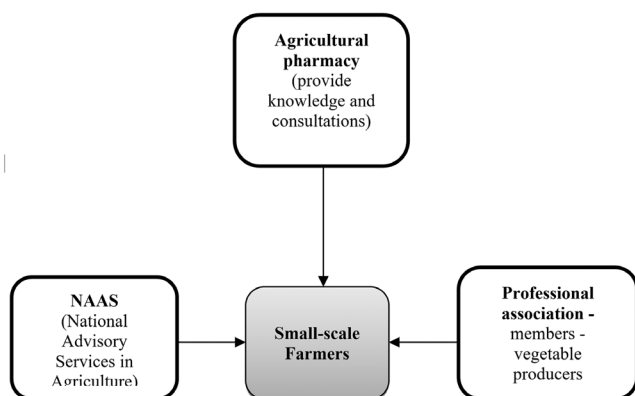 Agricultural
pharmacy
(provide
knowledge and
consultations)
NAAS
(National
Advisory
Services in
Agriculture)
Small-scale
Farmers
Professional
association -
members -
vegetable
producers